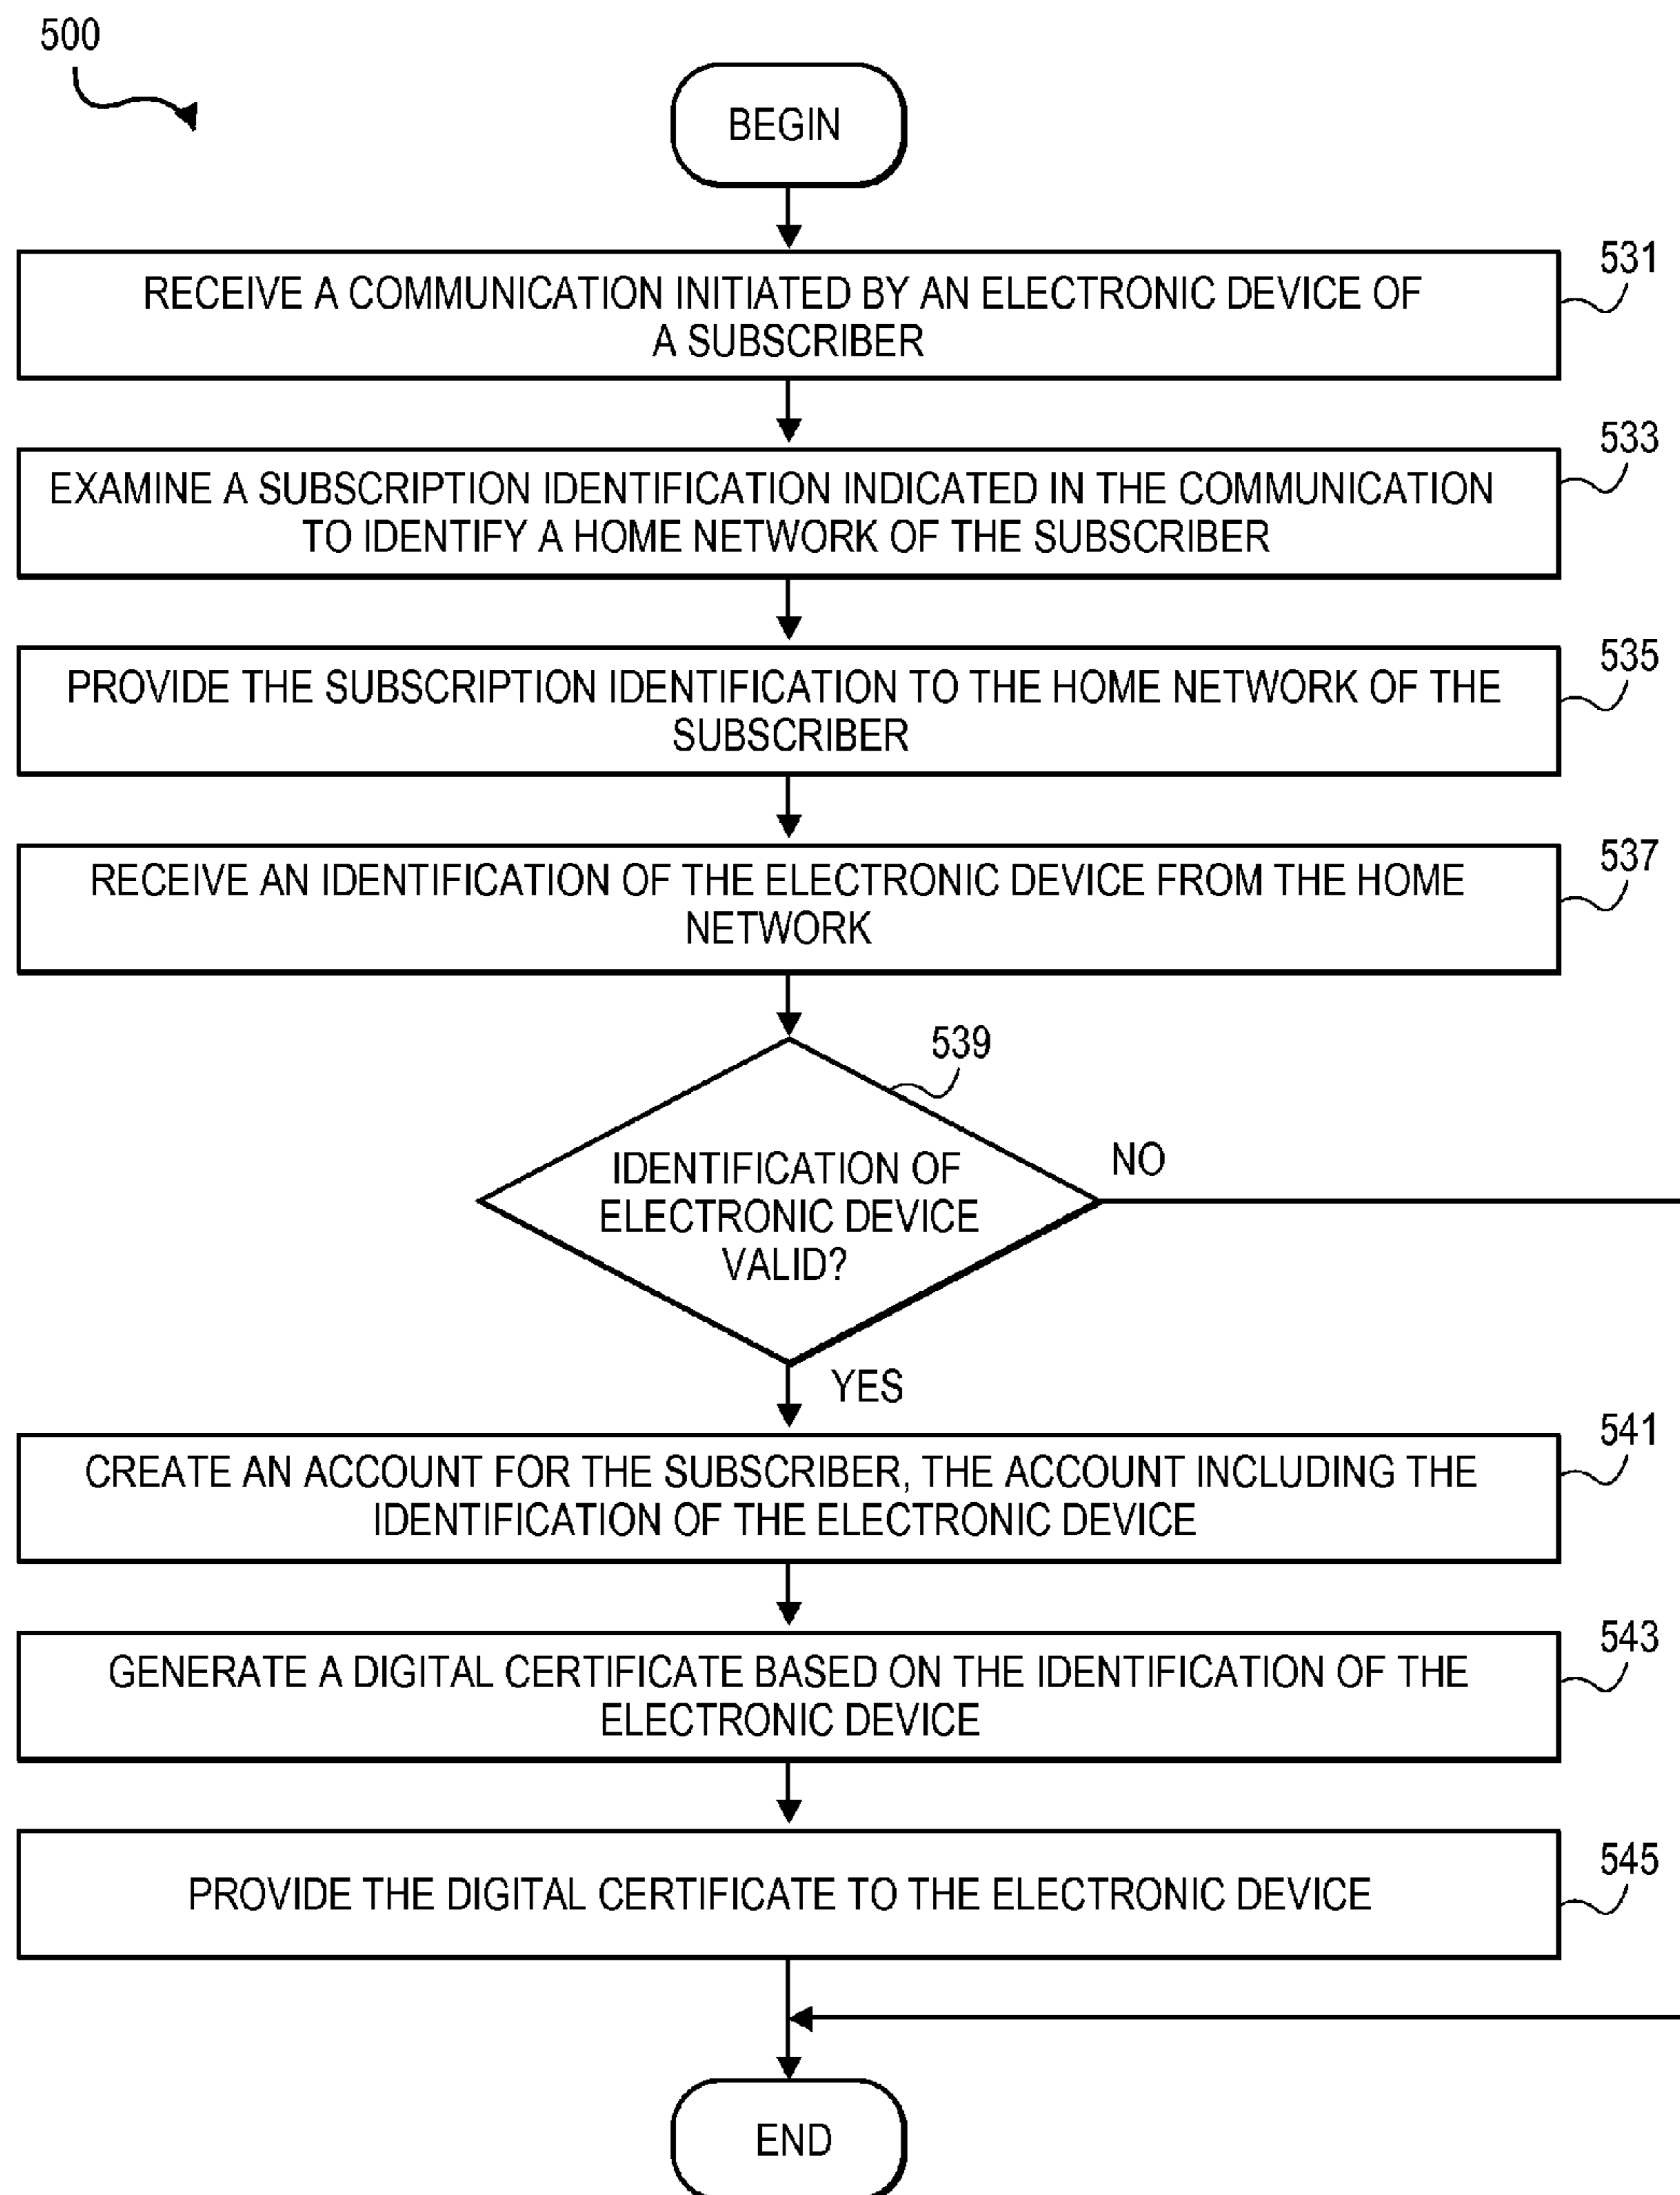 500
BEGIN
531
RECEIVE A COMMUNICATION INITIATED BY AN ELECTRONIC DEVICE OF
A SUBSCRIBER
533
EXAMINE A SUBSCRIPTION IDENTIFICATION INDICATED IN THE COMMUNICATION
TO IDENTIFY A HOME NETWORK OF THE SUBSCRIBER
535
PROVIDE THE SUBSCRIPTION IDENTIFICATION TO THE HOME NETWORK OF THE
SUBSCRIBER
537
RECEIVE AN IDENTIFICATION OF THE ELECTRONIC DEVICE FROM THE HOME
NETWORK
539
IDENTIFICATION OF
ELECTRONIC DEVICE
VALID?
NO
YES
541
CREATE AN ACCOUNT FOR THE SUBSCRIBER, THE ACCOUNT INCLUDING THE
IDENTIFICATION OF THE ELECTRONIC DEVICE
543
GENERATE A DIGITAL CERTIFICATE BASED ON THE IDENTIFICATION OF THE
ELECTRONIC DEVICE
545
PROVIDE THE DIGITAL CERTIFICATE TO THE ELECTRONIC DEVICE
END